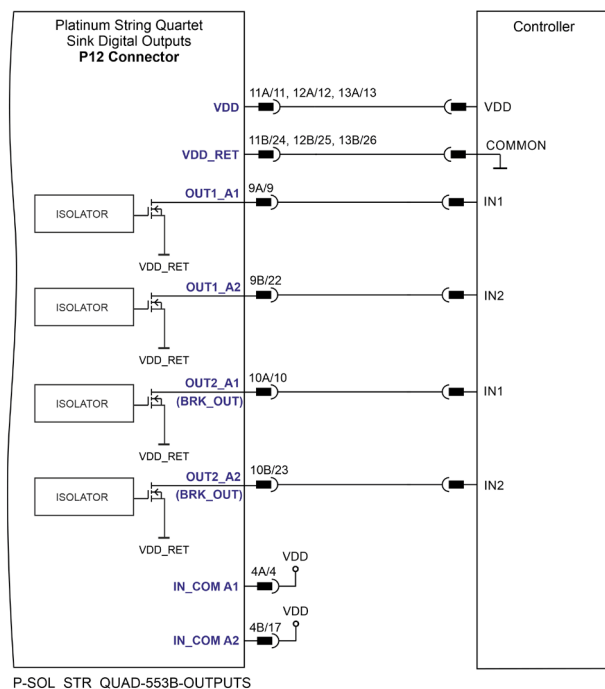 Platinum String Quartet
Sink Digital Outputs
P12 Connector
Controller
VDD
11A/11, 12A/12, 13A/13
VDD
VDD_RET
11B/24, 12B/25, 13B/26
COMMON
OUT1_A1
9A/9
IN1
ISOLATOR
VDD_RET
OUT1_A2
9B/22
IN2
ISOLATOR
VDD_RET
OUT2_A1
(BRK_OUT)
10A/10
IN1
ISOLATOR
VDD_RET
OUT2_A2
(BRK_OUT)
10B/23
IN2
ISOLATOR
VDD_RET
IN_COM A1
4A/4
VDD
IN_COM A2
4B/17
VDD
P-SOL_STR_QUAD-553B-OUTPUTS